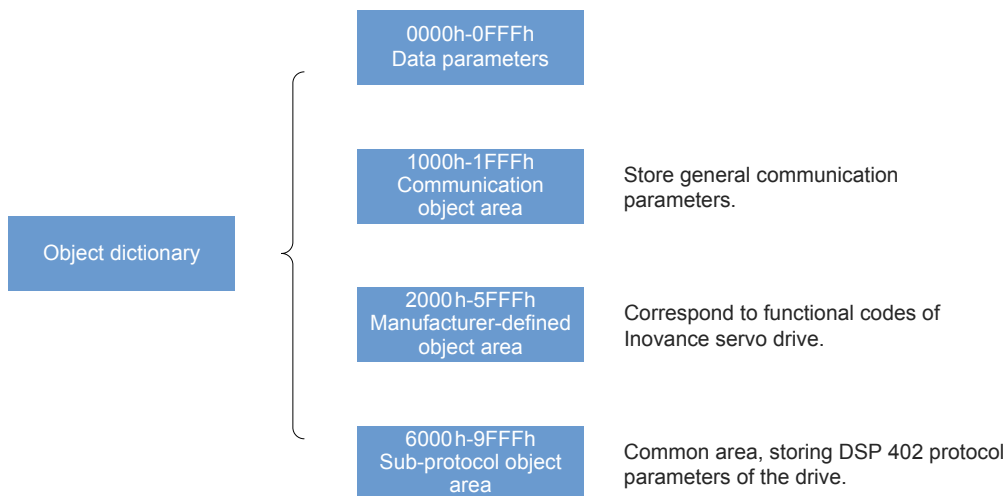 0000h-0FFFh
Data parameters
1000h-1FFFh
Communication
object area
Store general communication
parameters.
Object dictionary
2000h-5FFFh
Manufacturer-defined
object area
Correspond to functional codes of
Inovance servo drive.
6000h-9FFFh
Sub-protocol object
area
Common area, storing DSP 402 protocol
parameters of the drive.